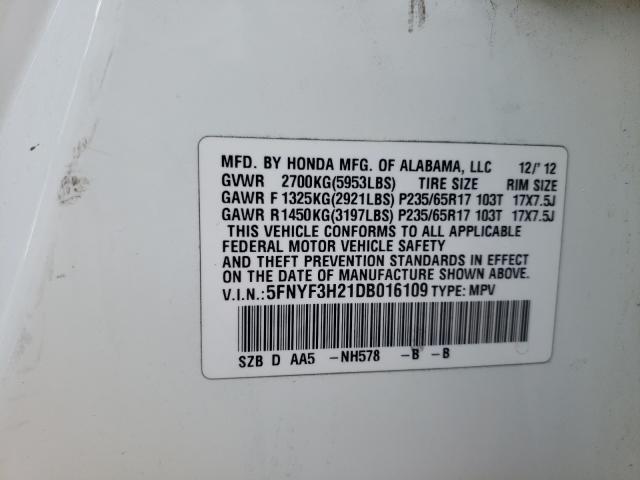 MFD. BY HONDA MFG. OF ALABAMA, LLC 12/'12
GVWR 2700KG(5953LBS) TIRE SIZE RIM SIZE
GAWR F 1325KG(2921LBS) P235/65R17 103T 17X7.5J
GAWR R1450KG(3197LBS) P235/65R17 103T 17X7.5J
THIS VEHICLE CONFORMS TO ALL APPLICABLE
FEDERAL MOTOR VEHICLE SAFETY
AND THEFT PREVENTION STANDARDS IN EFFECT
ON THE DATE OF MANUFACTURE SHOWN ABOVE.
V.I.N.:5FNYF3H21DB016109 TYPE: MPV
SZB D AA5 -NH578 -B -B